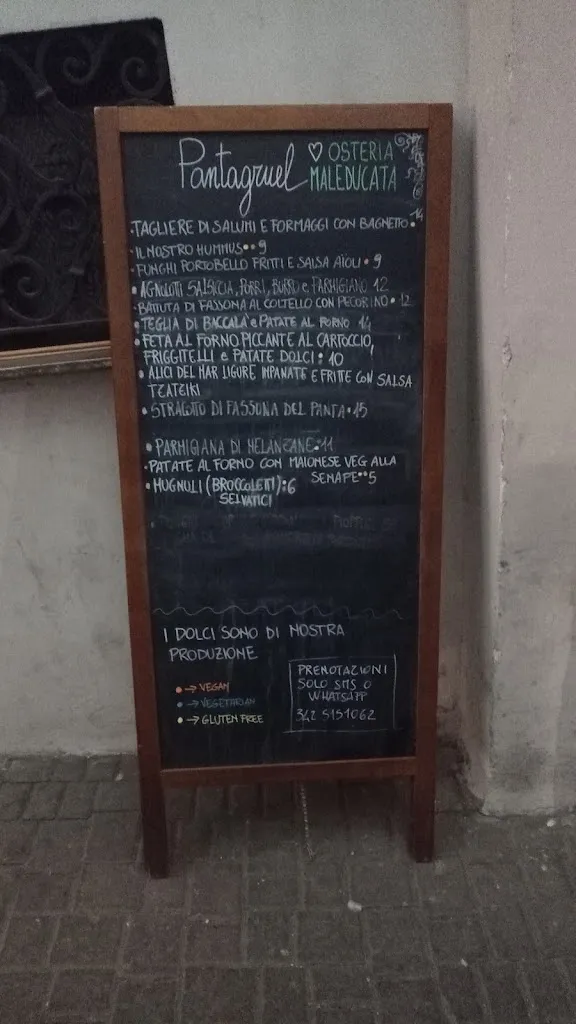 Pantagruel ♡ OSTERIA
MALEDUCATA
•TAGLIERE DI SALUMI E FORMAGGI CON BAGNETTO• 14
•IL NOSTRO HUMMUS•• 9
•FUNGHI PORTOBELLO FRITTI E SALSA AÏOLI• 9
•AGNOLOTTI SALSICCIA, PORRI, BURRO e PARMIGIANO 12
•BATTUTA DI FASSONA AL COLTELLO CON PECORINO• 12
•TEGLIA DI BACCALÀ e PATATE AL FORNO 14
•FETA AL FORNO PICCANTE AL CARTOCCIO,
FRIGGITELLI e PATATE DOLCI: 10
•ALICI DEL MAR LIGURE IMPANATE E FRITTE CON SALSA
TZATZIKI
•STRACOTTO DI FASSONA DEL PANTA•15
•PARMIGIANA DI MELANZANE•11
•PATATE AL FORNO CON MAIONESE VEG ALLA
SENAPE••5
•MUGNULI (BROCCOLETTI):6
SELVATICI
I DOLCI SONO DI NOSTRA
PRODUZIONE
•→ VEGAN
•→ VEGETARIAN
•→ GLUTEN FREE
PRENOTAZIONI
SOLO SMS O
WHATSAPP
342 5151062